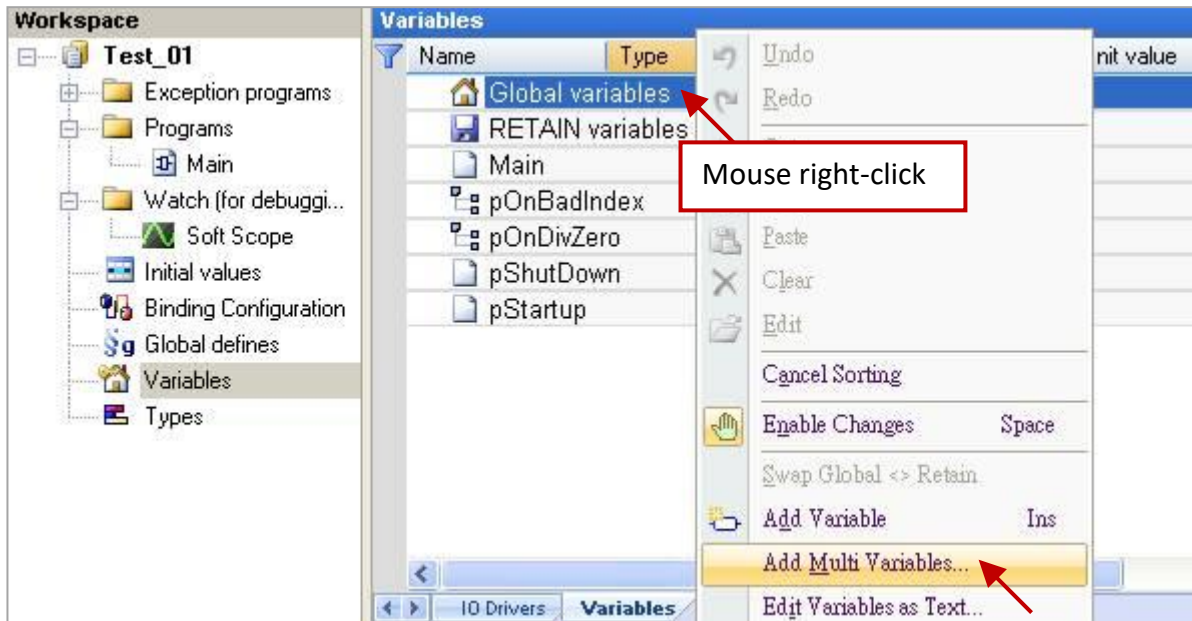 Workspace
Test_01
Exception programs
Programs
Main
Watch (for debuggi...
Soft Scope
Initial values
Binding Configuration
Global defines
Variables
Types
Variables
Name Type nit value
Global variables
RETAIN variables
Main
pOnBadIndex
pOnDivZero
pShutDown
pStartup
IO Drivers Variables
Undo
Redo
Mouse right-click
Paste
Clear
Edit
Cancel Sorting
Enable Changes Space
Swap Global <> Retain
Add Variable Ins
Add Multi Variables...
Edit Variables as Text...